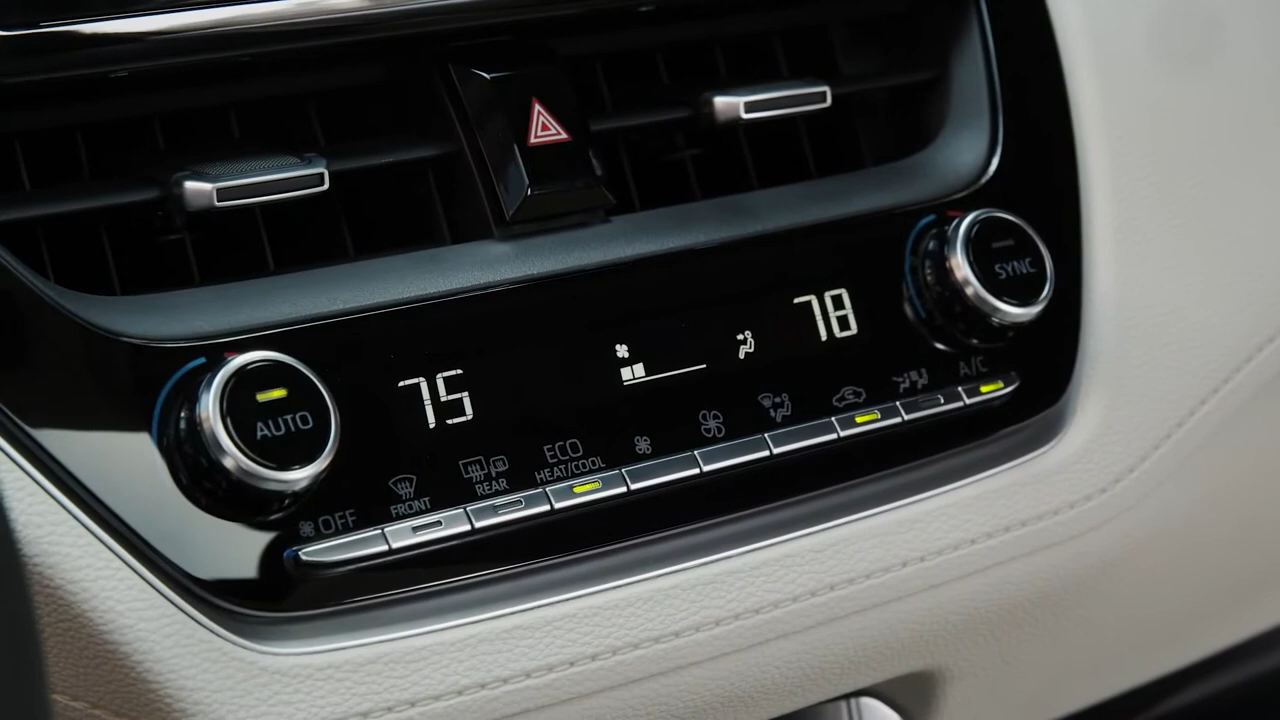 78
SYNC
75
AUTO
A/C
ECO
HEAT/COOL
REAR
FRONT
OFF